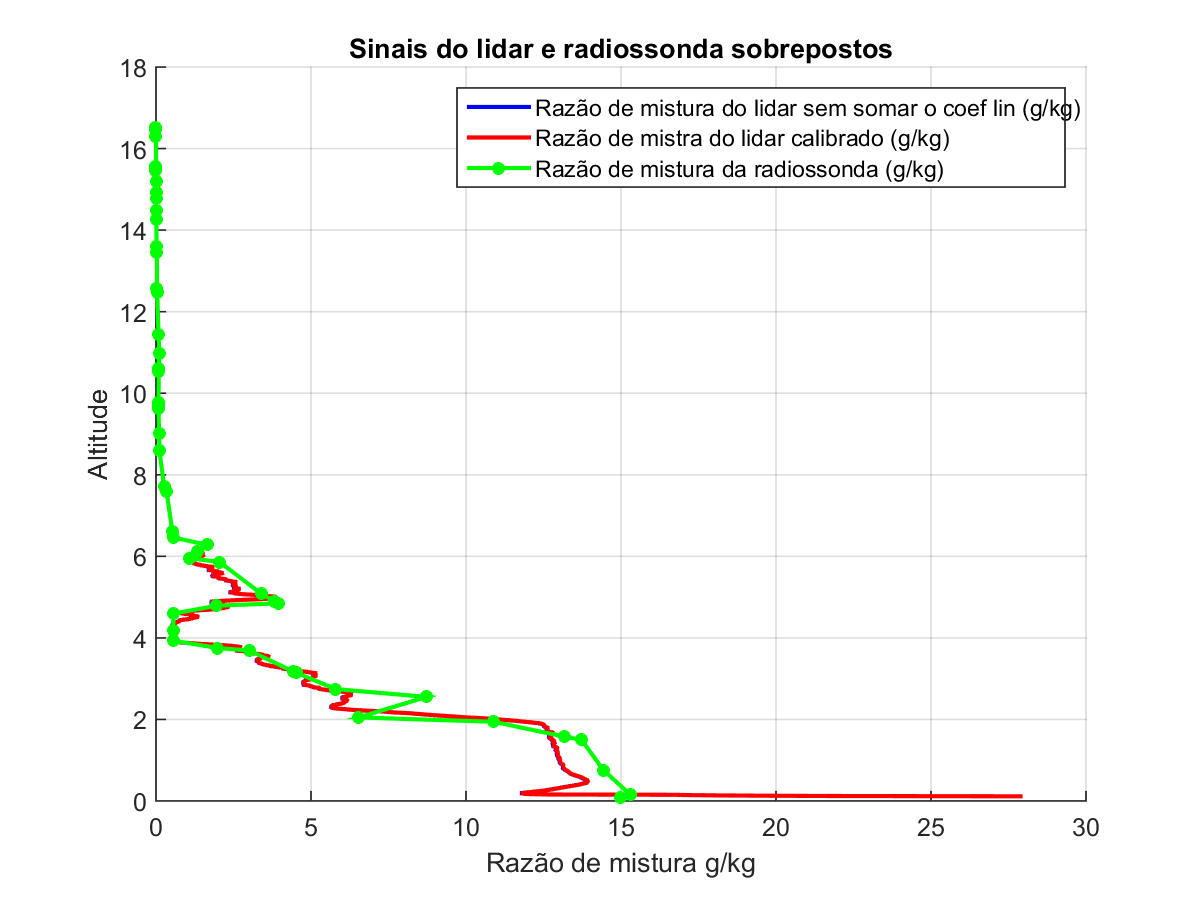 Sinais do lidar e radiossonda sobrepostos
18
16
14
12
10
8
6
4
2
0
Altitude
Razão de mistura do lidar sem somar o coef lin (g/kg)
Razão de mistra do lidar calibrado (g/kg)
Razão de mistura da radiossonda (g/kg)
0 5 10 15 20 25 30
Razão de mistura g/kg